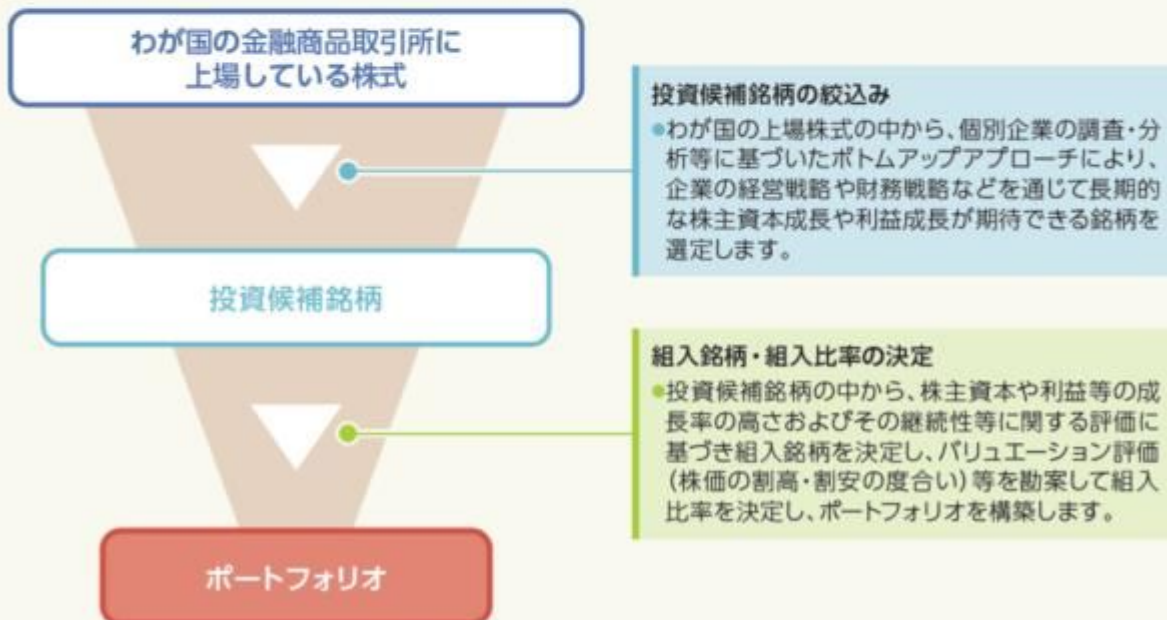 わが国の金融商品取引所に
上場している株式
投資候補銘柄の絞込み
●わが国の上場株式の中から、個別企業の調査・分
析等に基づいたボトムアップアプローチにより、
企業の経営戦略や財務戦略などを通じて長期的
な株主資本成長や利益成長が期待できる銘柄を
選定します。
投資候補銘柄
組入銘柄・組入比率の決定
●投資候補銘柄の中から、株主資本や利益等の成
長率の高さおよびその継続性等に関する評価に
基づき組入銘柄を決定し、バリュエーション評価
(株価の割高・割安の度合い)等を勘案して組入
比率を決定し、ポートフォリオを構築します。
ポートフォリオ